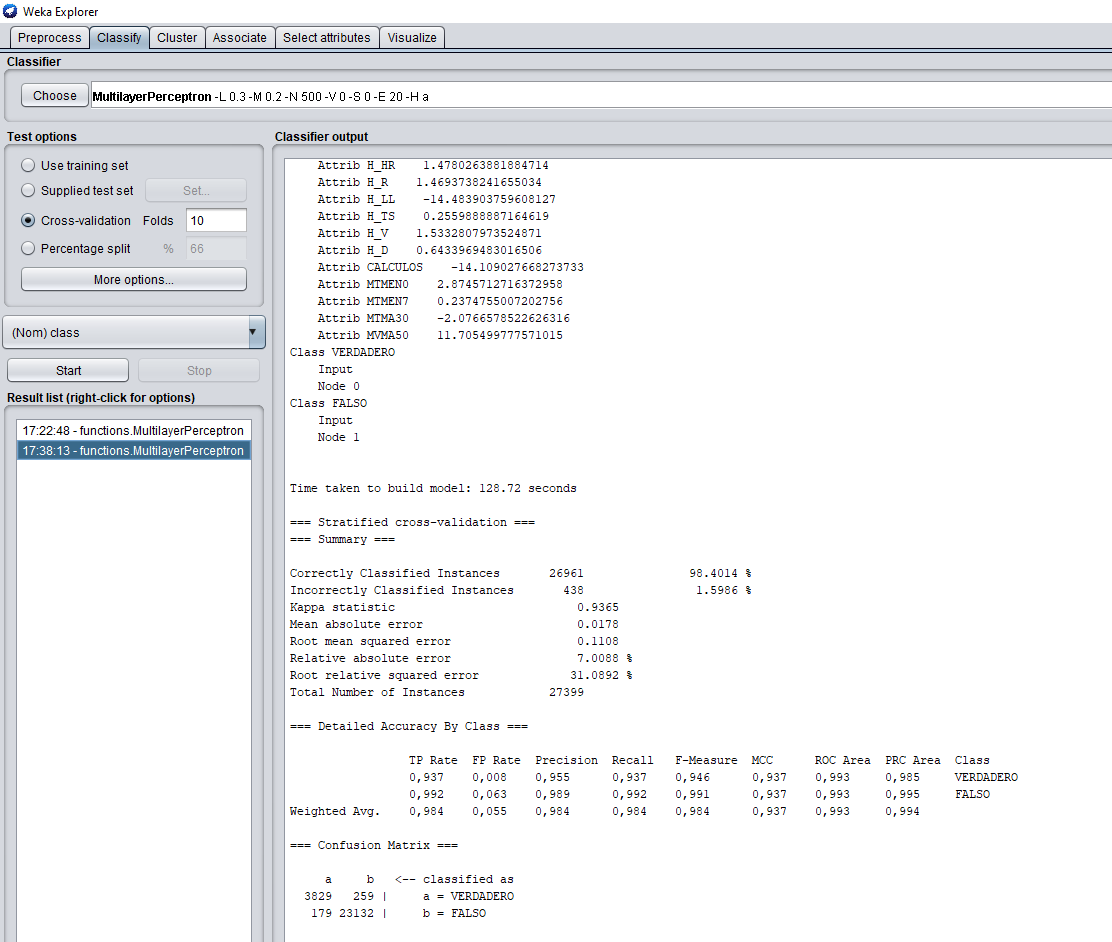 Weka Explorer
Preprocess Classify Cluster Associate Select attributes Visualize
Classifier
Choose MultilayerPerceptron -L 0.3 -M 0.2 -N 500 -V 0 -S 0 -E 20 -H a
Test options
Use training set
Supplied test set Set...
Cross-validation Folds 10
Percentage split % 66
More options...
(Nom) class
Start Stop
Result list (right-click for options)
17:22:48 - functions.MultilayerPerceptron
17:38:13 - functions.MultilayerPerceptron
Classifier output
Attrib H_HR 1.4780263881884714
Attrib H_R 1.4693738241655034
Attrib H_LL -14.483903759608127
Attrib H_TS 0.2559888887164619
Attrib H_V 1.5332807973524871
Attrib H_D 0.6433969483016506
Attrib CALCULOS -14.109027668273733
Attrib MTMEN0 2.8745712716372958
Attrib MTMEN7 0.2374755007202756
Attrib MTMA30 -2.0766578522626316
Attrib MVMA50 11.705499777571015
Class VERDADERO
Input
Node 0
Class FALSO
Input
Node 1
Time taken to build model: 128.72 seconds
=== Stratified cross-validation ===
=== Summary ===
Correctly Classified Instances 26961 98.4014 %
Incorrectly Classified Instances 438 1.5986 %
Kappa statistic 0.9365
Mean absolute error 0.0178
Root mean squared error 0.1108
Relative absolute error 7.0088 %
Root relative squared error 31.0892 %
Total Number of Instances 27399
=== Detailed Accuracy By Class ===
TP Rate FP Rate Precision Recall F-Measure MCC ROC Area PRC Area Class
0,937 0,008 0,955 0,937 0,946 0,937 0,993 0,985 VERDADERO
0,992 0,063 0,989 0,992 0,991 0,937 0,993 0,995 FALSO
Weighted Avg. 0,984 0,055 0,984 0,984 0,984 0,937 0,993 0,994
=== Confusion Matrix ===
a b <-- classified as
3829 259 | a = VERDADERO
179 23132 | b = FALSO